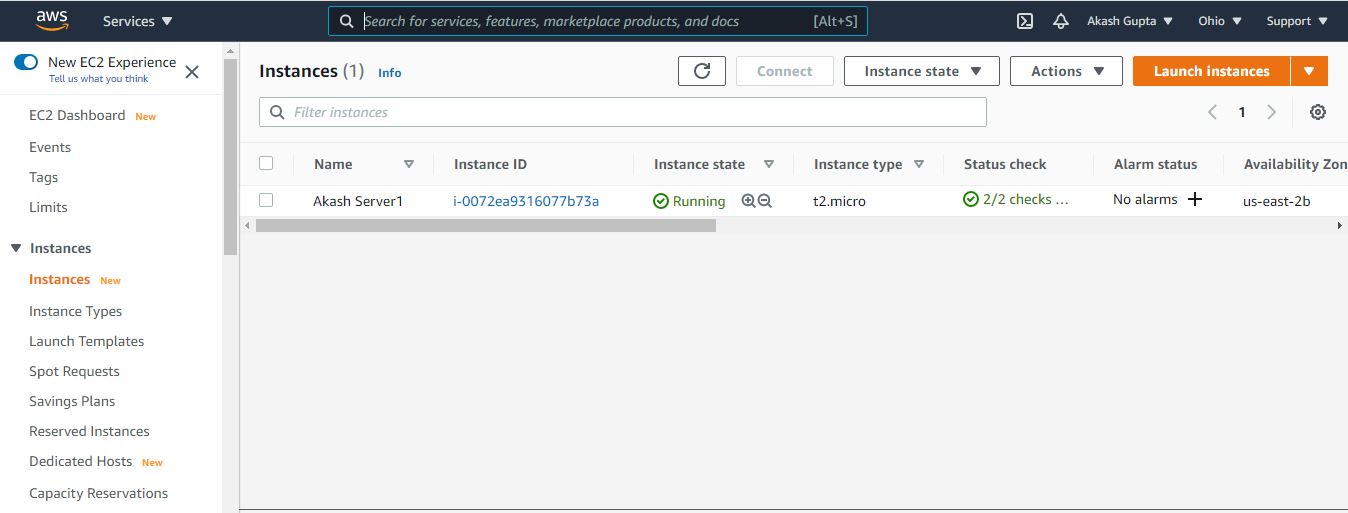 aws Services Search for services, features, marketplace products, and docs [Alt+S] Akash Gupta Ohio Support
New EC2 Experience
Tell us what you think
EC2 Dashboard New
Events
Tags
Limits
Instances
Instances New
Instance Types
Launch Templates
Spot Requests
Savings Plans
Reserved Instances
Dedicated Hosts New
Capacity Reservations
Instances (1) Info Connect Instance state Actions Launch instances
Filter instances 1
Name Instance ID Instance state Instance type Status check Alarm status Availability Zon
Akash Server1 i-0072ea9316077b73a Running t2.micro 2/2 checks ... No alarms us-east-2b